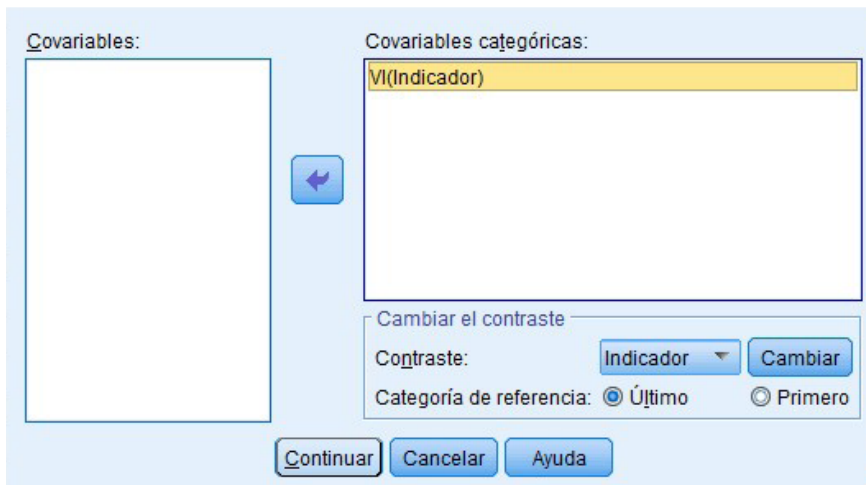 Covariables:
Covariables categóricas:
VI(Indicador)
Cambiar el contraste
Contraste:
Indicador
Cambiar
Categoría de referencia: Último Primero
Continuar Cancelar Ayuda